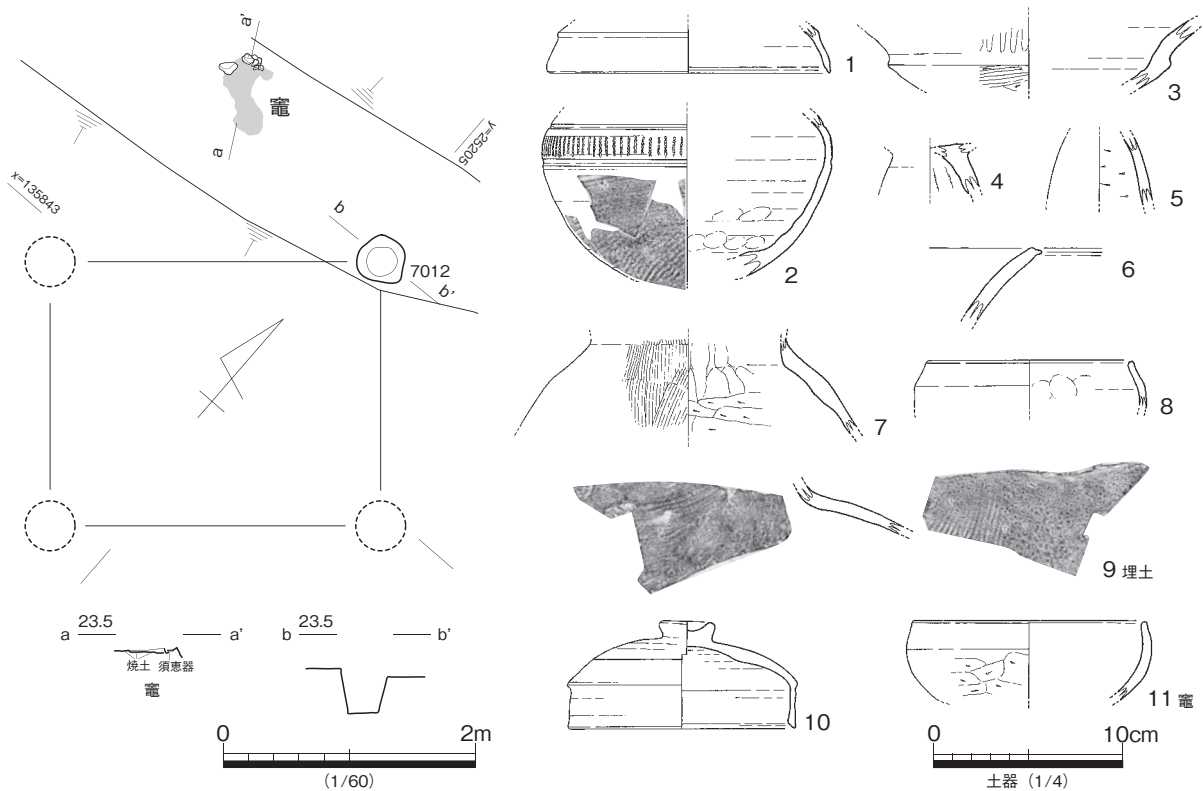 a'
竈
a
y=25205
x=135843
b
7012
b'
23.5
a
a'
焼土 須恵器
竈
23.5
b
b'
0 2m
(1/60)
1
2
3
4
5
6
7
8
9 埋土
10
11 竈
0 10cm
土器 (1/4)